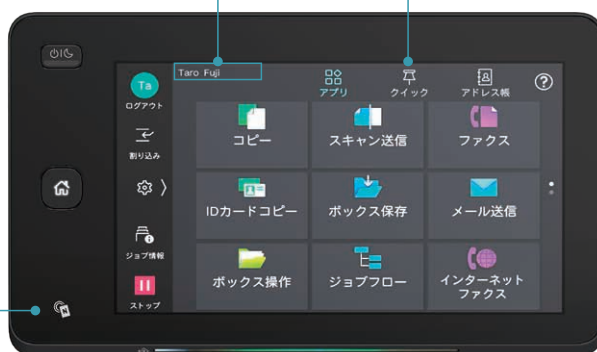 Taro Fuji
Ta
ログアウト
割り込み
ジョブ情報
ストップ
アプリ
クイック
アドレス帳
?
コピー
スキャン送信
ファクス
IDカードコピー
ボックス保存
メール送信
ボックス操作
ジョブフロー
インターネット
ファクス
N